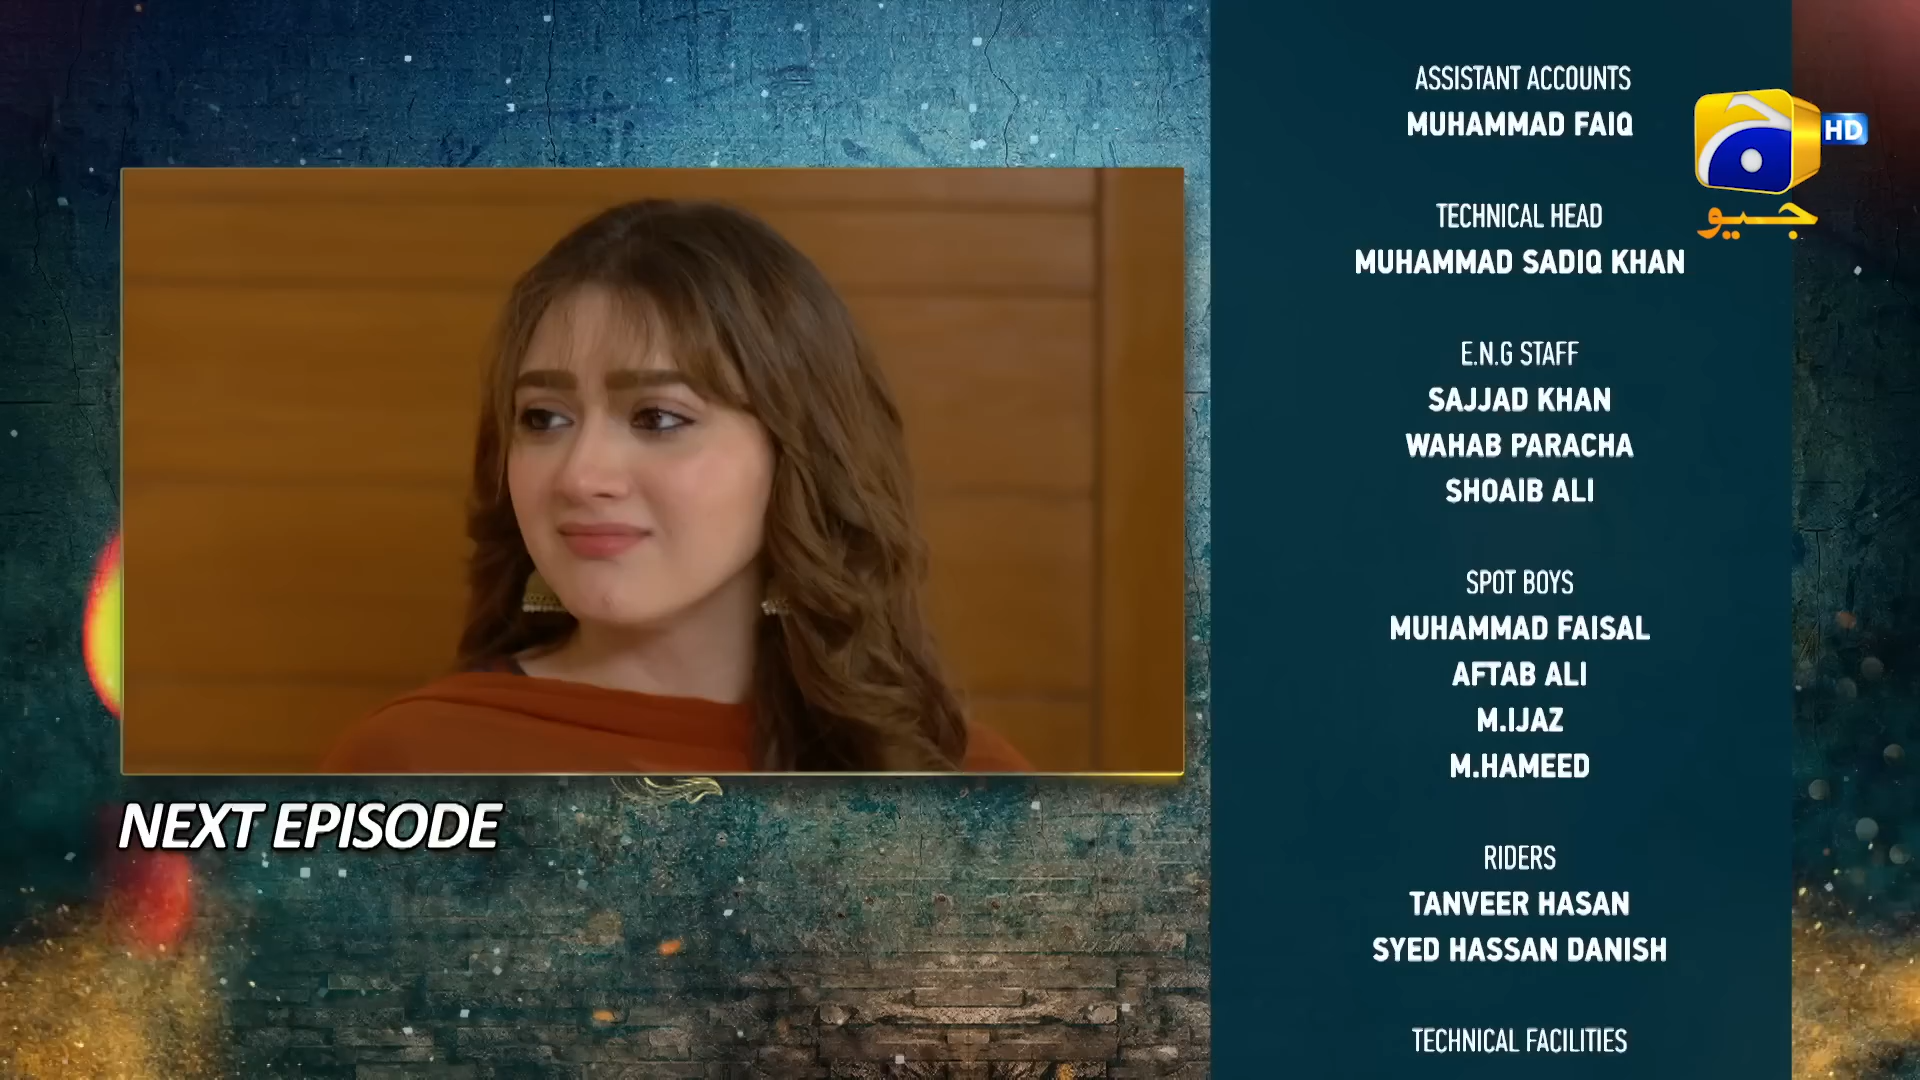 ASSISTANT ACCOUNTS
MUHAMMAD FAIQ
HD
جیو
TECHNICAL HEAD
MUHAMMAD SADIQ KHAN
E.N.G STAFF
SAJJAD KHAN
WAHAB PARACHA
SHOAIB ALI
SPOT BOYS
MUHAMMAD FAISAL
AFTAB ALI
M.IJAZ
M.HAMEED
NEXT EPISODE
RIDERS
TANVEER HASAN
SYED HASSAN DANISH
TECHNICAL FACILITIES